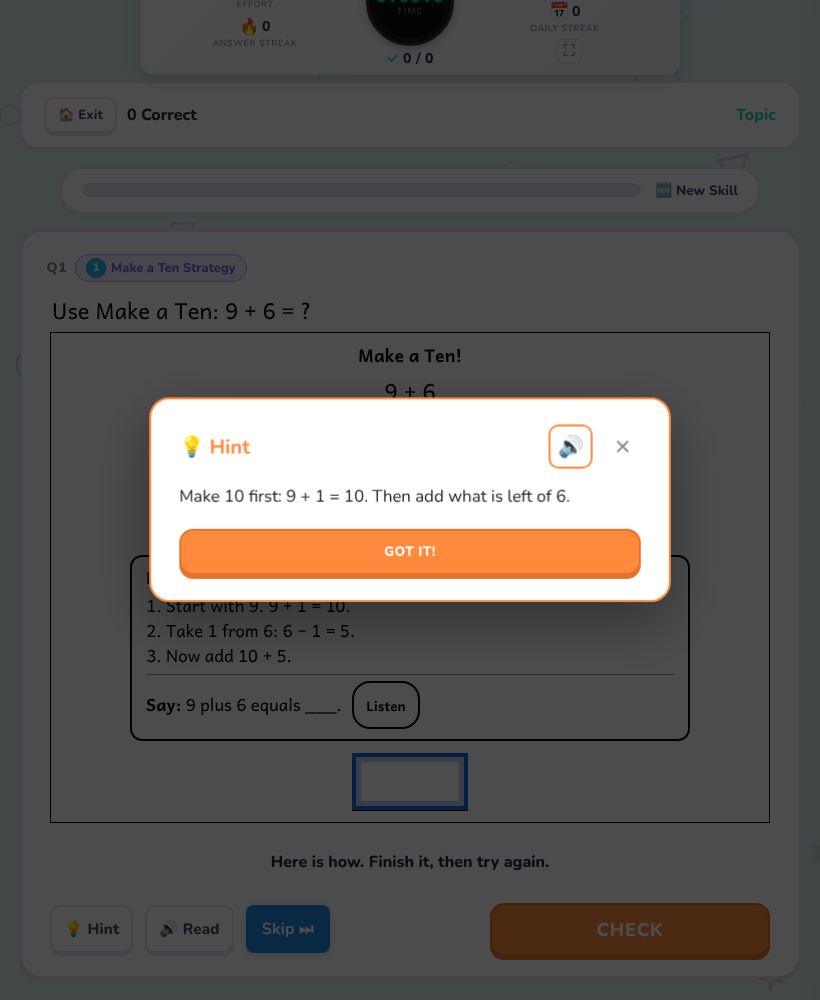 EFFORT
🔥 0
ANSWER STREAK
TIME
✓ 0 / 0
📅 0
DAILY STREAK
🏠 Exit
0 Correct
Topic
🆕 New Skill
Q1
1 Make a Ten Strategy
Use Make a Ten: 9 + 6 = ?
Make a Ten!
9 + 6
💡 Hint
🔊 ✕
Make 10 first: 9 + 1 = 10. Then add what is left of 6.
GOT IT!
1. Start with 9. 9 + 1 = 10.
2. Take 1 from 6: 6 − 1 = 5.
3. Now add 10 + 5.
Say: 9 plus 6 equals ____. Listen
Here is how. Finish it, then try again.
💡 Hint
🔊 Read
Skip ⏭
CHECK